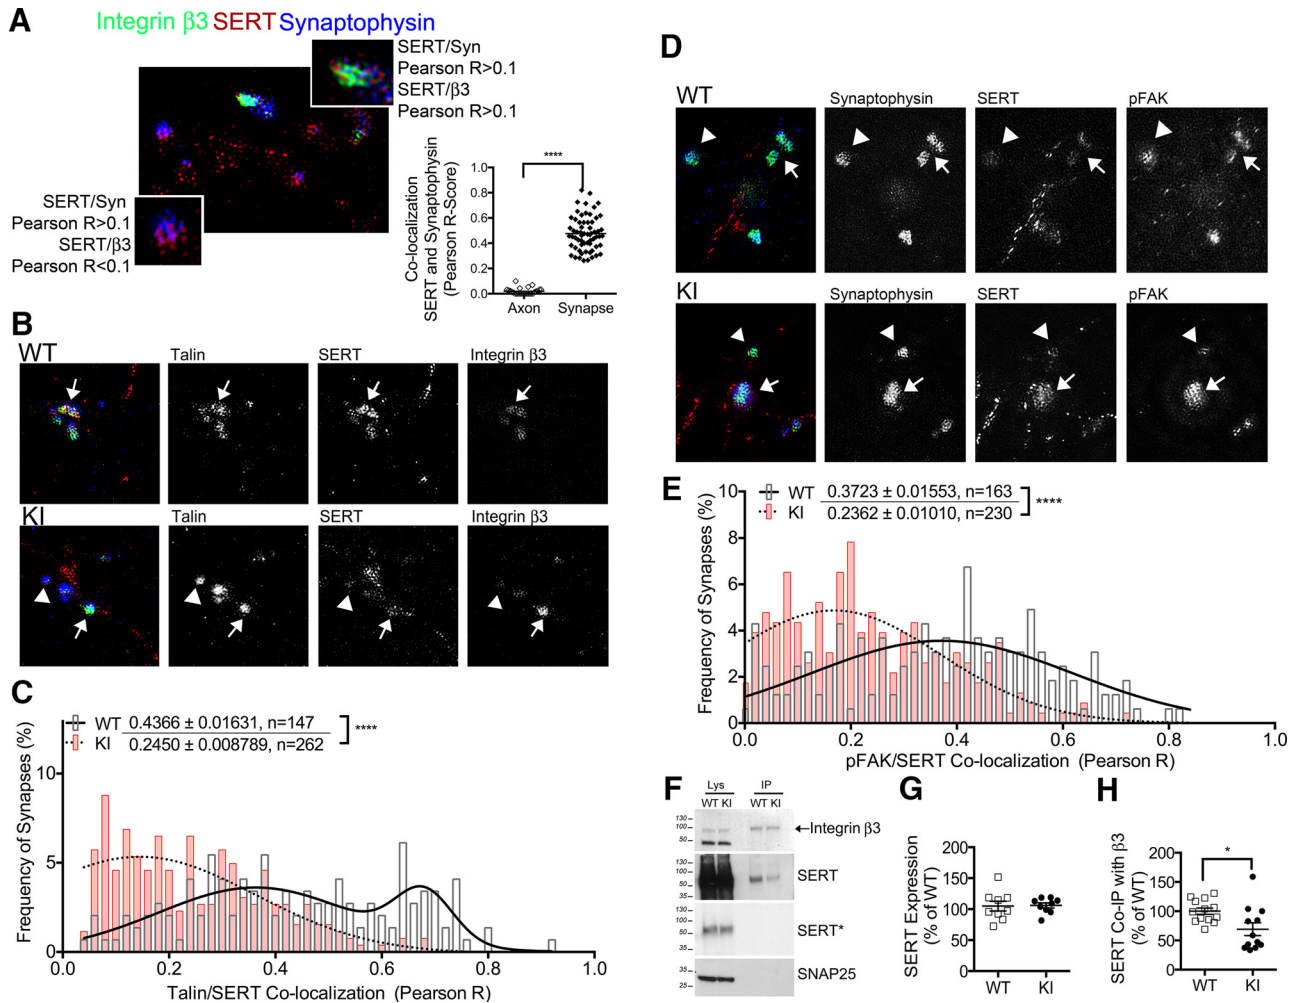 A
Integrin β3 SERT Synaptophysin
SERT/Syn
Pearson R>0.1
SERT/β3
Pearson R>0.1
SERT/Syn
Pearson R>0.1
SERT/β3
Pearson R<0.1
Co-localization
SERT and Synaptophysin
(Pearson R-Score)
****
1.0
0.8
0.6
0.4
0.2
0.0
Axon Synapse
B
WT
Talin SERT Integrin β3
KI
Talin SERT Integrin β3
C
WT 0.4366 ± 0.01631, n=147
KI 0.2450 ± 0.008789, n=262
****
Frequency of Synapses (%)
10
5
0
0.0 0.2 0.4 0.6 0.8 1.0
Talin/SERT Co-localization (Pearson R)
D
WT
Synaptophysin SERT pFAK
KI
Synaptophysin SERT pFAK
E
WT 0.3723 ± 0.01553, n=163
KI 0.2362 ± 0.01010, n=230
****
Frequency of Synapses (%)
10
8
6
4
2
0
0.0 0.2 0.4 0.6 0.8 1.0
pFAK/SERT Co-localization (Pearson R)
F
Lys IP
WT KI WT KI
130
100
50
Integrin β3
130
100
50
35
SERT
130
100
50
35
SERT*
35
25
SNAP25
G
SERT Expression
(% of WT)
200
150
100
50
0
WT KI
H
SERT Co-IP with β3
(% of WT)
*
200
150
100
50
0
WT KI